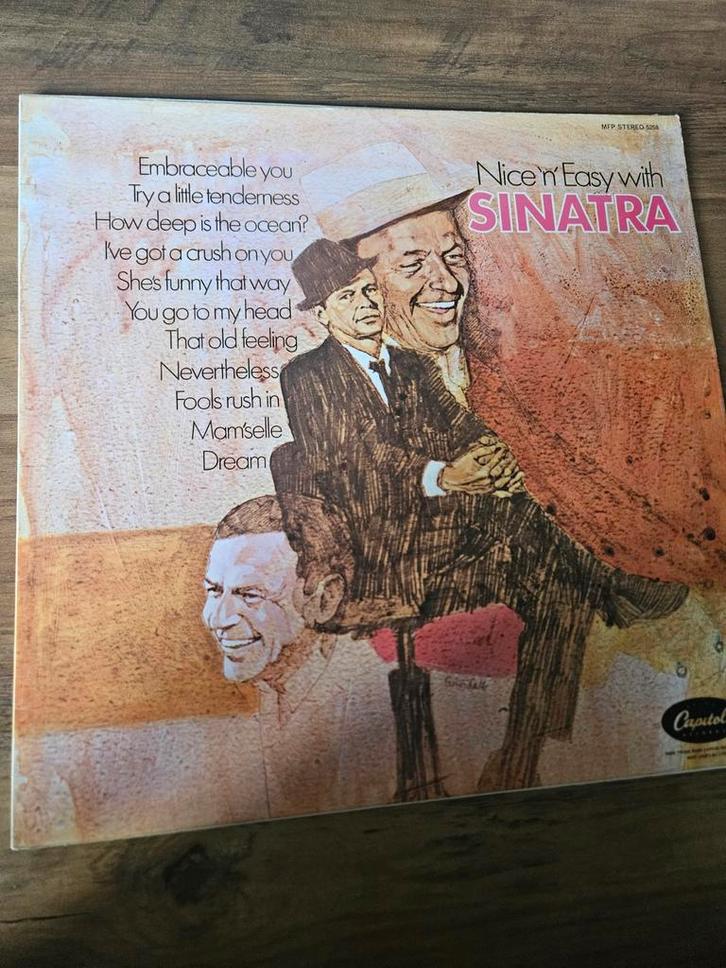 MFP STEREO 5258
Nice 'n' Easy with
SINATRA
Embraceable you
Try a little tenderness
How deep is the ocean?
I've got a crush on you
She's funny that way
You go to my head
That old feeling
Nevertheless
Fools rush in
Mam'selle
Dream
Capitol